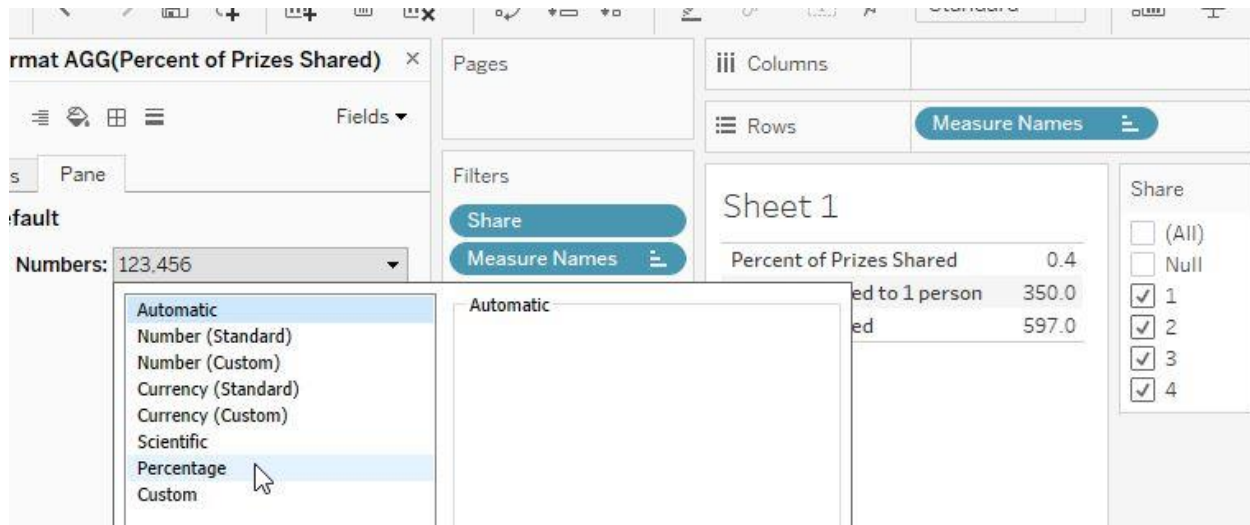 Standard
rmat AGG(Percent of Prizes Shared) ×
Fields
s Pane
fault
Numbers: 123,456
Automatic
Number (Standard)
Number (Custom)
Currency (Standard)
Currency (Custom)
Scientific
Percentage
Custom
Automatic
Pages
Filters
Share
Measure Names
Columns
Rows
Measure Names
Sheet 1
Percent of Prizes Shared 0.4
ed to 1 person 350.0
ed 597.0
Share
(All)
Null
1
2
3
4